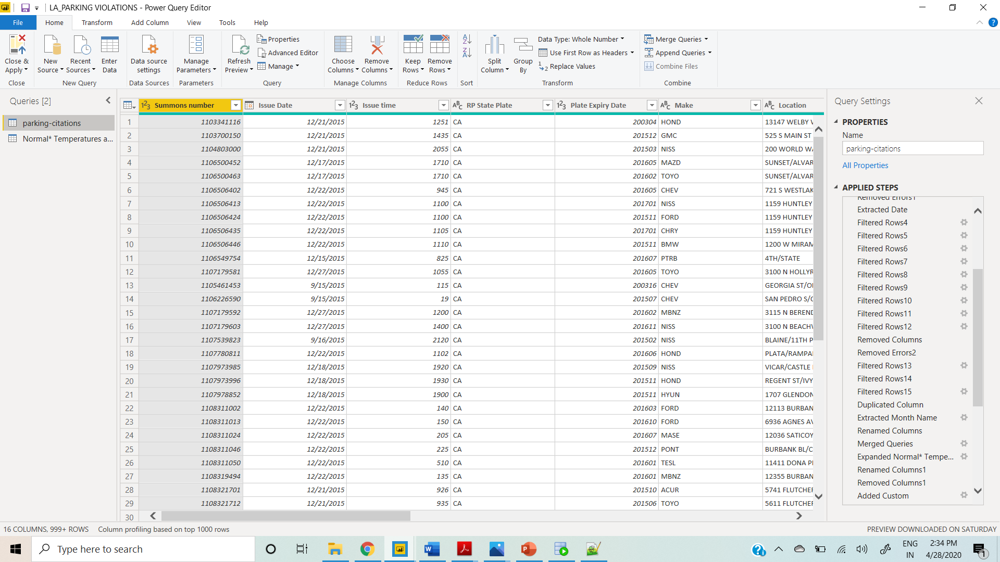 LA_PARKING VIOLATIONS - Power Query Editor
File Home Transform Add Column View Tools Help
Close & Apply
New Source
Recent Sources
Enter Data
Data source settings
Manage Parameters
Refresh Preview
Properties
Advanced Editor
Manage
Choose Columns
Remove Columns
Keep Rows
Remove Rows
Split Column
Group By
Data Type: Whole Number
Use First Row as Headers
Replace Values
Merge Queries
Append Queries
Combine Files
Close New Query Data Sources Parameters Query Manage Columns Reduce Rows Sort Transform Combine
Queries [2]
parking-citations
Normal* Temperatures a...
Summons number Issue Date Issue time RP State Plate Plate Expiry Date Make Location
1 1103341116 12/21/2015 1251 CA 200304 HOND 13147 WELBY
2 1103700150 12/21/2015 1435 CA 201512 GMC 525 S MAIN ST
3 1104803000 12/21/2015 2055 CA 201503 NISS 200 WORLD
4 1106500452 12/17/2015 1710 CA 201605 MAZD SUNSET/ALVAR
5 1106500463 12/17/2015 1710 CA 201602 TOYO SUNSET/ALVAR
6 1106506402 12/22/2015 945 CA 201605 CHEV 721 S WESTLAK
7 1106506413 12/22/2015 1100 CA 201701 NISS 1159 HUNTLEY
8 1106506424 12/22/2015 1100 CA 201511 FORD 1159 HUNTLEY
9 1106506435 12/22/2015 1105 CA 201701 CHRY 1159 HUNTLEY
10 1106506446 12/22/2015 1110 CA 201511 BMW 1200 W MIRAM
11 1106549754 12/15/2015 825 CA 201607 PTRB 4TH/STATE
12 1107179581 12/27/2015 1055 CA 201605 TOYO 3100 N HOLLYR
13 1105461453 9/15/2015 115 CA 200316 CHEV GEORGIA ST/OI
14 1106226590 9/15/2015 19 CA 201507 CHEV SAN PEDRO S/C
15 1107179592 12/27/2015 1200 CA 201602 MBNZ 3115 N BEREND
16 1107179603 12/27/2015 1400 CA 201611 NISS 3100 N BEACHV
17 1107539823 9/16/2015 2120 CA 201502 NISS BLAINE/11TH P
18 1107780811 12/22/2015 1102 CA 201606 HOND PLATA/RAMPA
19 1107973985 12/18/2015 1920 CA 201509 NISS VICAR/CASTLE
20 1107973996 12/18/2015 1930 CA 201511 HOND REGENT ST/IVY
21 1107978852 12/18/2015 1900 CA 201511 HYUN 1707 GLENDON
22 1108311002 12/22/2015 140 CA 201603 FORD 12113 BURBAN
23 1108311013 12/22/2015 150 CA 201610 FORD 6936 AGNES AV
24 1108311024 12/22/2015 205 CA 201607 MASE 12036 SATICOY
25 1108311046 12/22/2015 225 CA 201512 PONT BURBANK BL/C
26 1108311050 12/22/2015 510 CA 201601 TESL 11411 DONA P
27 1108319494 12/22/2015 135 CA 201601 MBNZ 12355 BURBAN
28 1108321701 12/21/2015 926 CA 201510 ACUR 5741 FLUTCHER
29 1108321712 12/21/2015 935 CA 201506 TOYO 5611 FLUTCHER
30
Query Settings
PROPERTIES
Name
parking-citations
All Properties
APPLIED STEPS
Removed Errors1
Extracted Date
Filtered Rows4
Filtered Rows5
Filtered Rows6
Filtered Rows7
Filtered Rows8
Filtered Rows9
Filtered Rows10
Filtered Rows11
Filtered Rows12
Removed Columns
Removed Errors2
Filtered Rows13
Filtered Rows14
Filtered Rows15
Duplicated Column
Extracted Month Name
Renamed Columns
Merged Queries
Expanded Normal* Tempe...
Renamed Columns1
Removed Columns1
Added Custom
16 COLUMNS, 999+ ROWS Column profiling based on top 1000 rows PREVIEW DOWNLOADED ON SATURDAY
Type here to search
ENG
IN
2:34 PM
4/28/2020
1